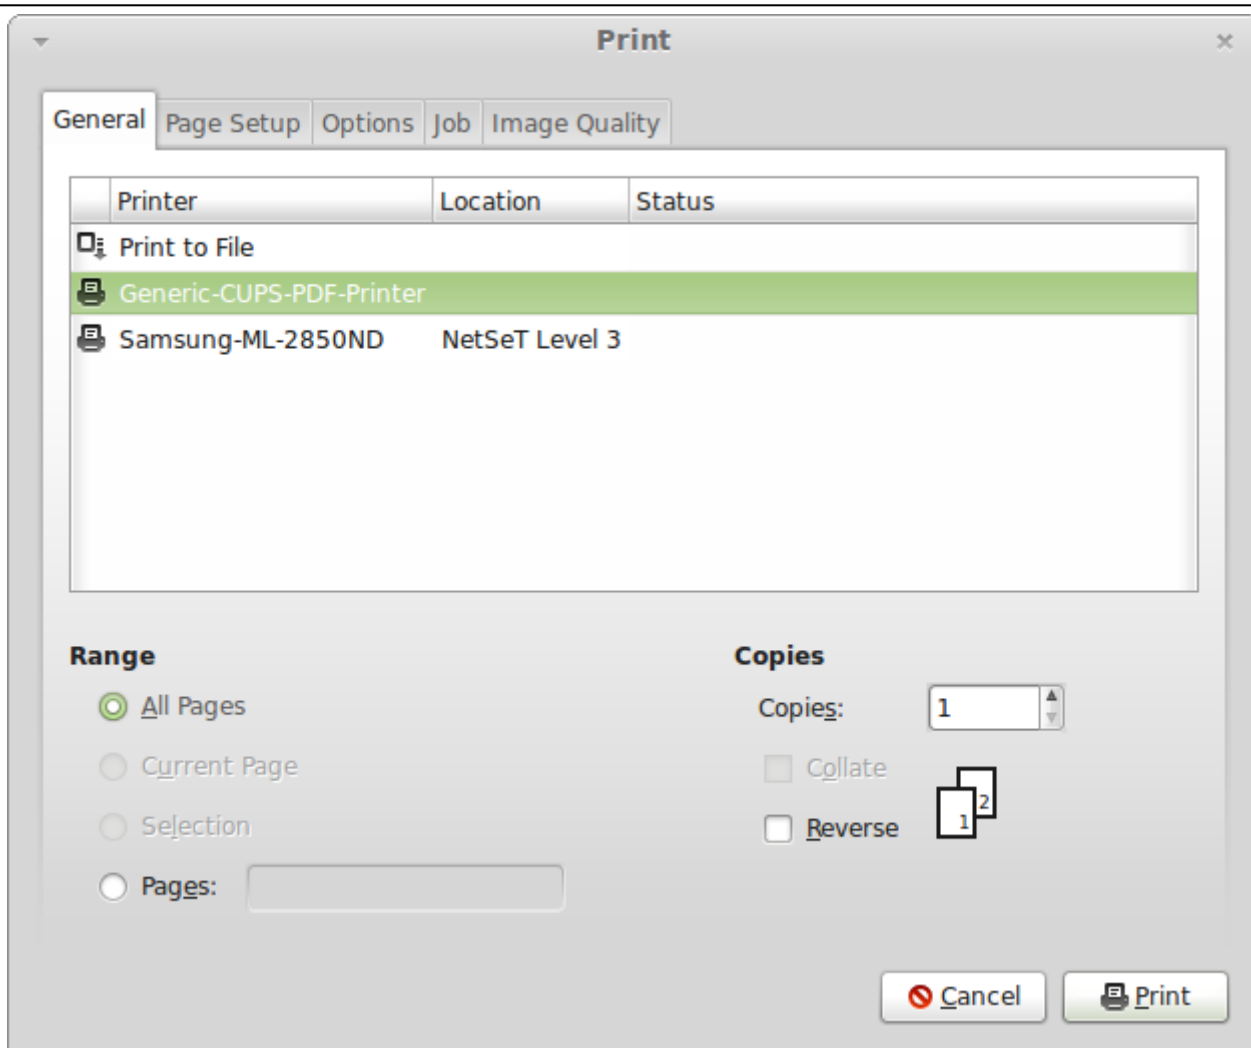 Print
General Page Setup Options Job Image Quality
Printer Location Status
Print to File
Generic-CUPS-PDF-Printer
Samsung-ML-2850ND NetSeT Level 3
Range Copies
All Pages Copies: 1
Current Page Collate
Selection Reverse
1 2
Pages:
Cancel Print